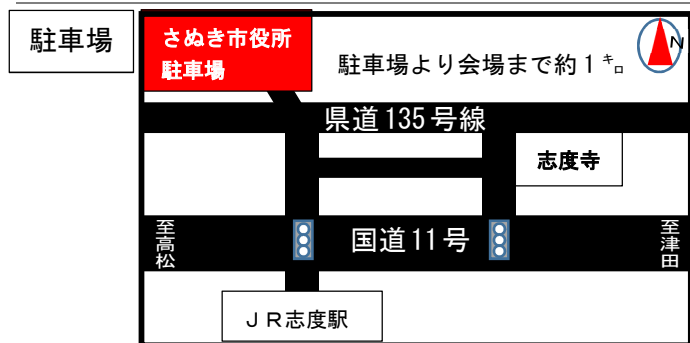 駐車場
さぬき市役所
駐車場
駐車場より会場まで約1㌔
N
県道135号線
志度寺
至高松
国道11号
至津田
ＪＲ志度駅